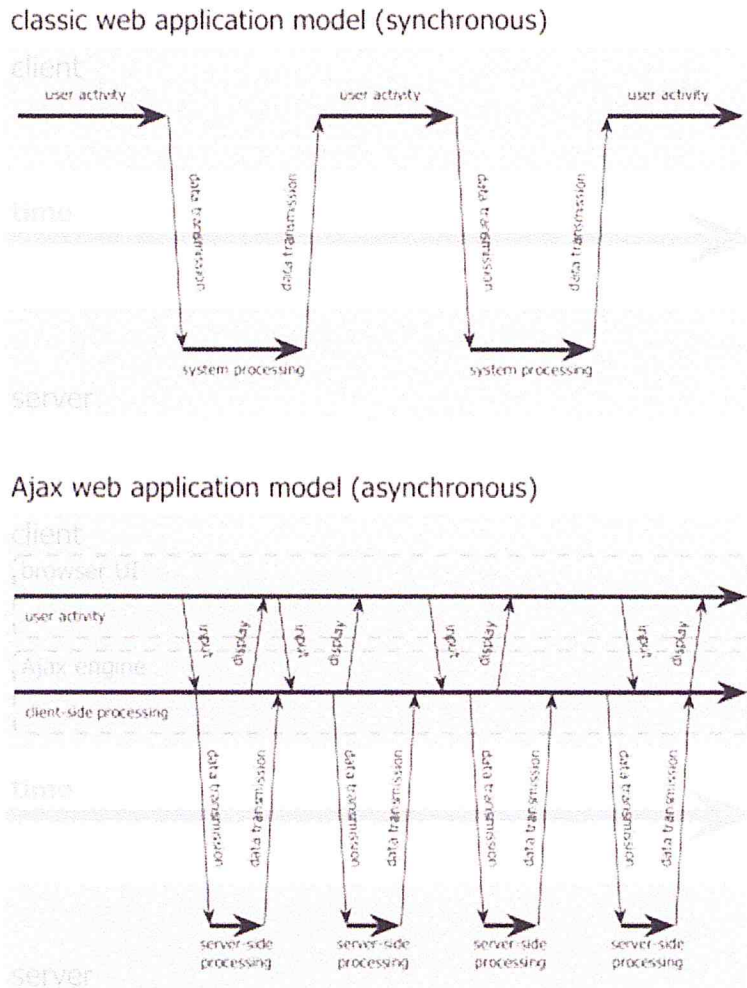 classic web application model (synchronous)
client
user activity
user activity
user activity
data transmission
data transmission
data transmission
data transmission
time
system processing
system processing
server
Ajax web application model (asynchronous)
client
browser UI
user activity
input
display
input
display
input
display
input
display
Ajax engine
client-side processing
data transmission
data transmission
data transmission
data transmission
data transmission
data transmission
data transmission
data transmission
time
server-side
processing
server-side
processing
server-side
processing
server-side
processing
server